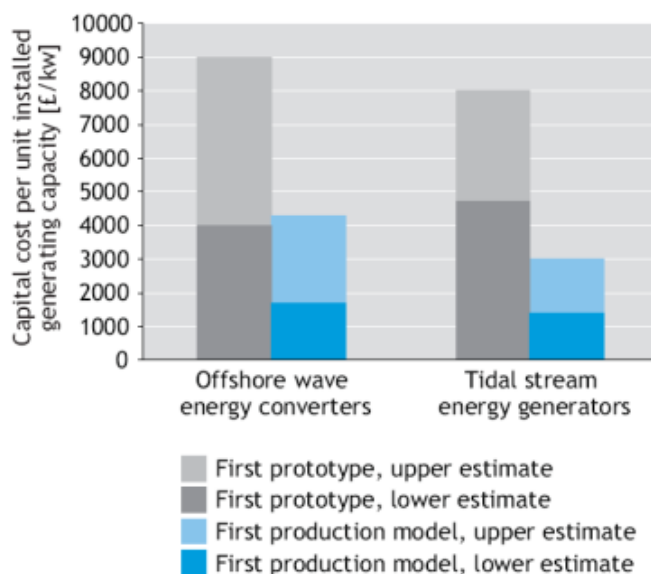 Capital cost per unit installed
generating capacity [£/kw]
10000
9000
8000
7000
6000
5000
4000
3000
2000
1000
0
Offshore wave
energy converters
Tidal stream
energy generators
First prototype, upper estimate
First prototype, lower estimate
First production model, upper estimate
First production model, lower estimate